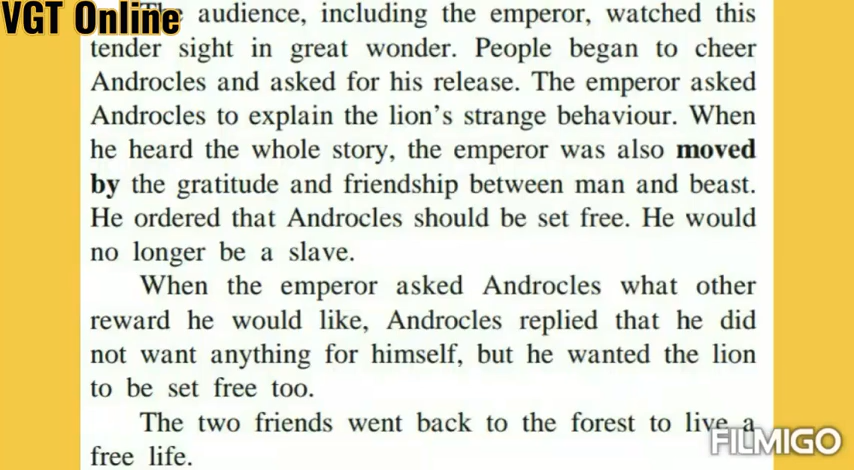 VGT Online
The audience, including the emperor, watched this
tender sight in great wonder. People began to cheer
Androcles and asked for his release. The emperor asked
Androcles to explain the lion's strange behaviour. When
he heard the whole story, the emperor was also moved
by the gratitude and friendship between man and beast.
He ordered that Androcles should be set free. He would
no longer be a slave.
When the emperor asked Androcles what other
reward he would like, Androcles replied that he did
not want anything for himself, but he wanted the lion
to be set free too.
The two friends went back to the forest to live a
free life.
FILMIGO